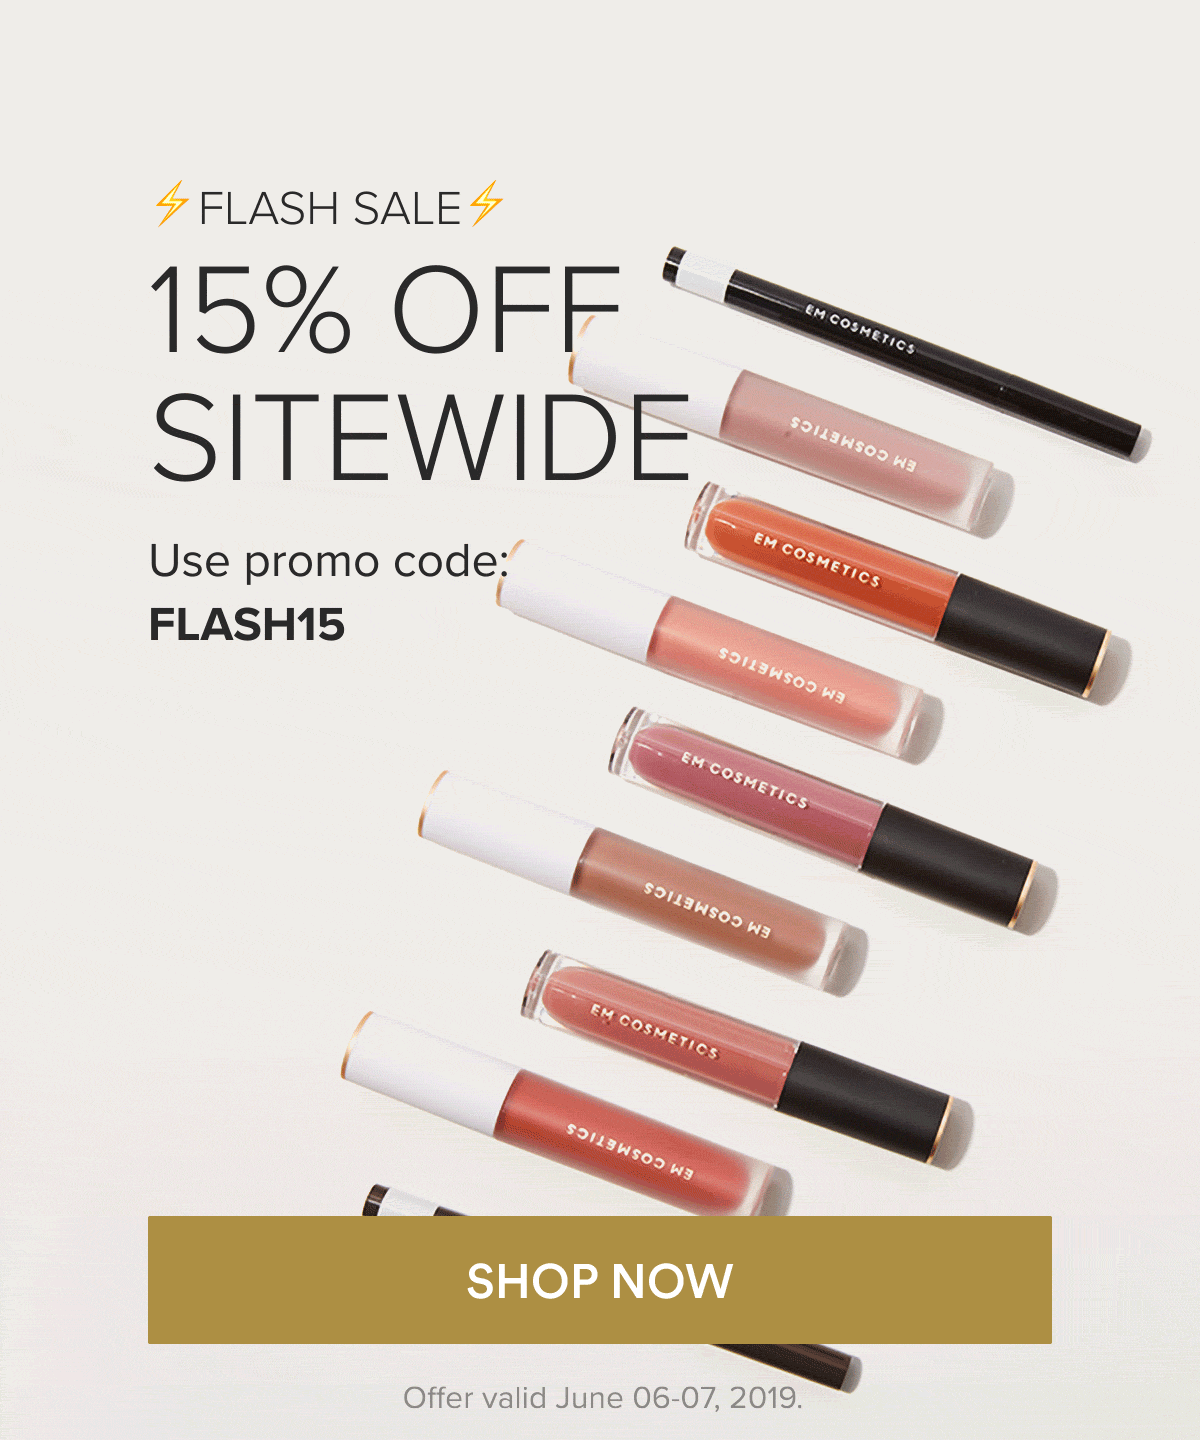 ⚡FLASH SALE⚡
15% OFF
SITEWIDE
EM COSMETICS
EM COSMETICS
EM COSMETICS
Use promo code:
FLASH15
EM COSMETICS
EM COSMETICS
EM COSMETICS
EM COSMETICS
EM COSMETICS
SHOP NOW
Offer valid June 06-07, 2019.